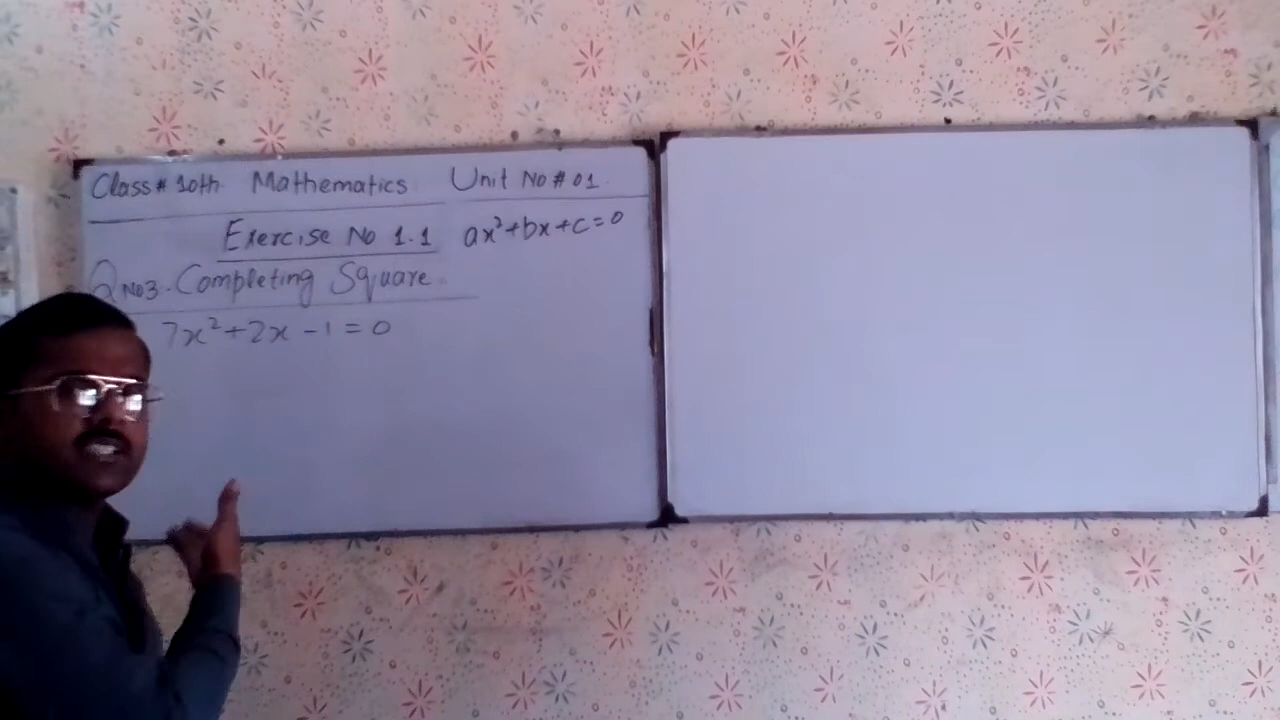 Class# 10th Mathematics Unit No # 01
Exercise No 1.1 ax²+bx+c=0
Q No3. Completing Square.
7x²+2x-1=0